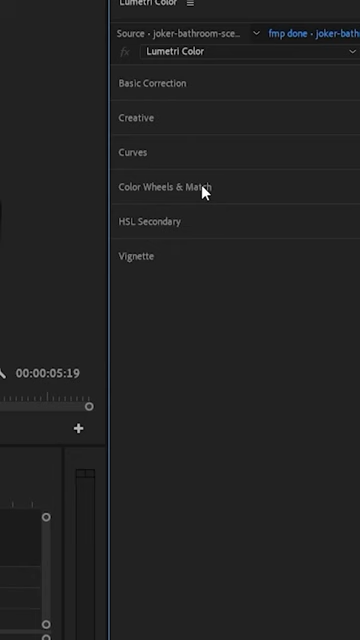 Lumetri Color
Source · joker-bathroom-sce...
fmp done · joker-bath
fx
Lumetri Color
Basic Correction
Creative
Curves
Color Wheels & Match
HSL Secondary
Vignette
00:00:05:19